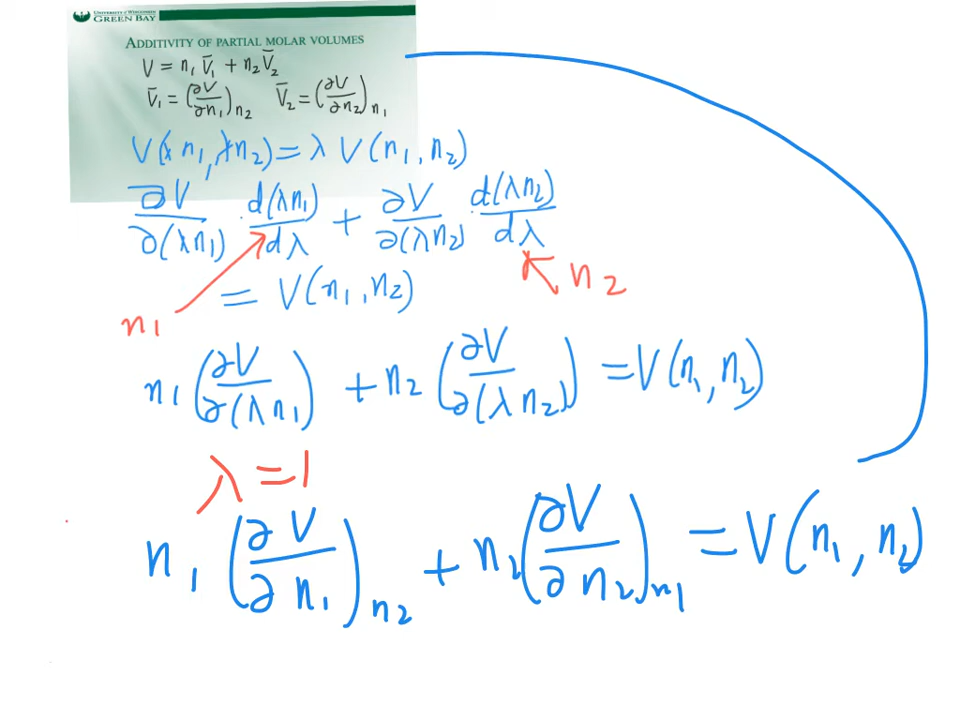 UNIVERSITY of WISCONSIN
GREEN BAY
ADDITIVITY OF PARTIAL MOLAR VOLUMES
V = n₁ V̄₁ + n₂ V̄₂
V̄₁ = (∂V/∂n₁)n₂   V̄₂ = (∂V/∂n₂)n₁
V(λn₁, λn₂) = λ V(n₁, n₂)
∂V/∂(λn₁) · d(λn₁)/dλ + ∂V/∂(λn₂) · d(λn₂)/dλ
n₂
= V(n₁, n₂)
n₁
n₁ (∂V/∂(λn₁)) + n₂ (∂V/∂(λn₂)) = V(n₁, n₂)
λ = 1
n₁ (∂V/∂n₁)n₂ + n₂ (∂V/∂n₂)n₁ = V(n₁, n₂)